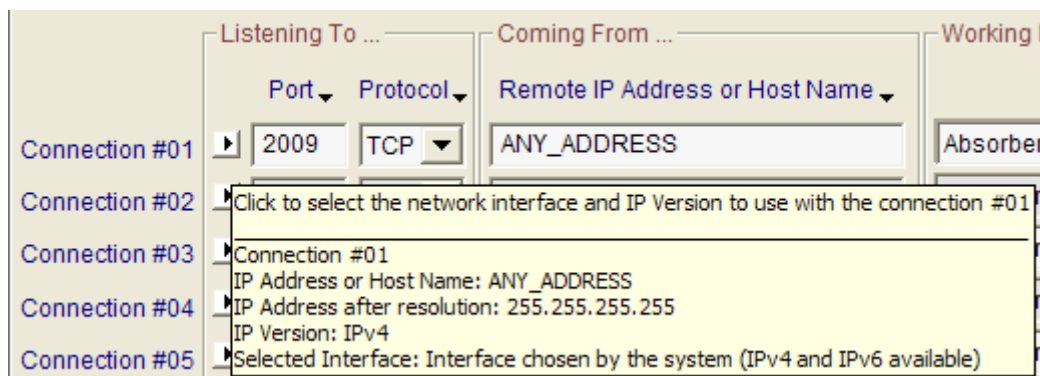 Listening To ... Coming From ... Working
Port Protocol Remote IP Address or Host Name
Connection #01 2009 TCP ANY_ADDRESS Absorber
Connection #02
Click to select the network interface and IP Version to use with the connection #01
Connection #03
Connection #01
IP Address or Host Name: ANY_ADDRESS
Connection #04
IP Address after resolution: 255.255.255.255
IP Version: IPv4
Connection #05
Selected Interface: Interface chosen by the system (IPv4 and IPv6 available)